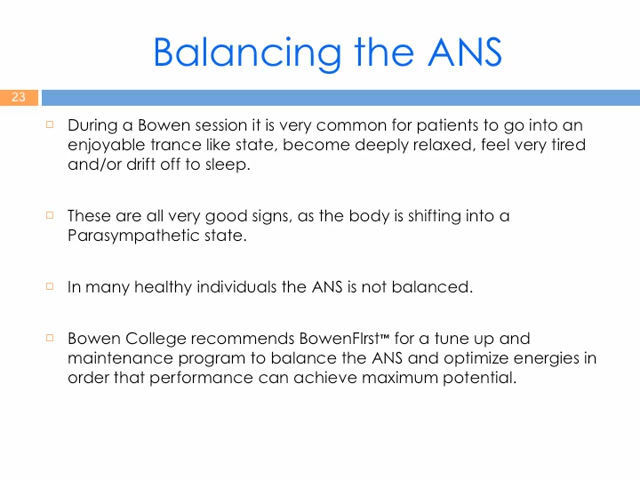 Balancing the ANS
23
During a Bowen session it is very common for patients to go into an
enjoyable trance like state, become deeply relaxed, feel very tired
and/or drift off to sleep.
These are all very good signs, as the body is shifting into a
Parasympathetic state.
In many healthy individuals the ANS is not balanced.
Bowen College recommends BowenFIrst™ for a tune up and
maintenance program to balance the ANS and optimize energies in
order that performance can achieve maximum potential.